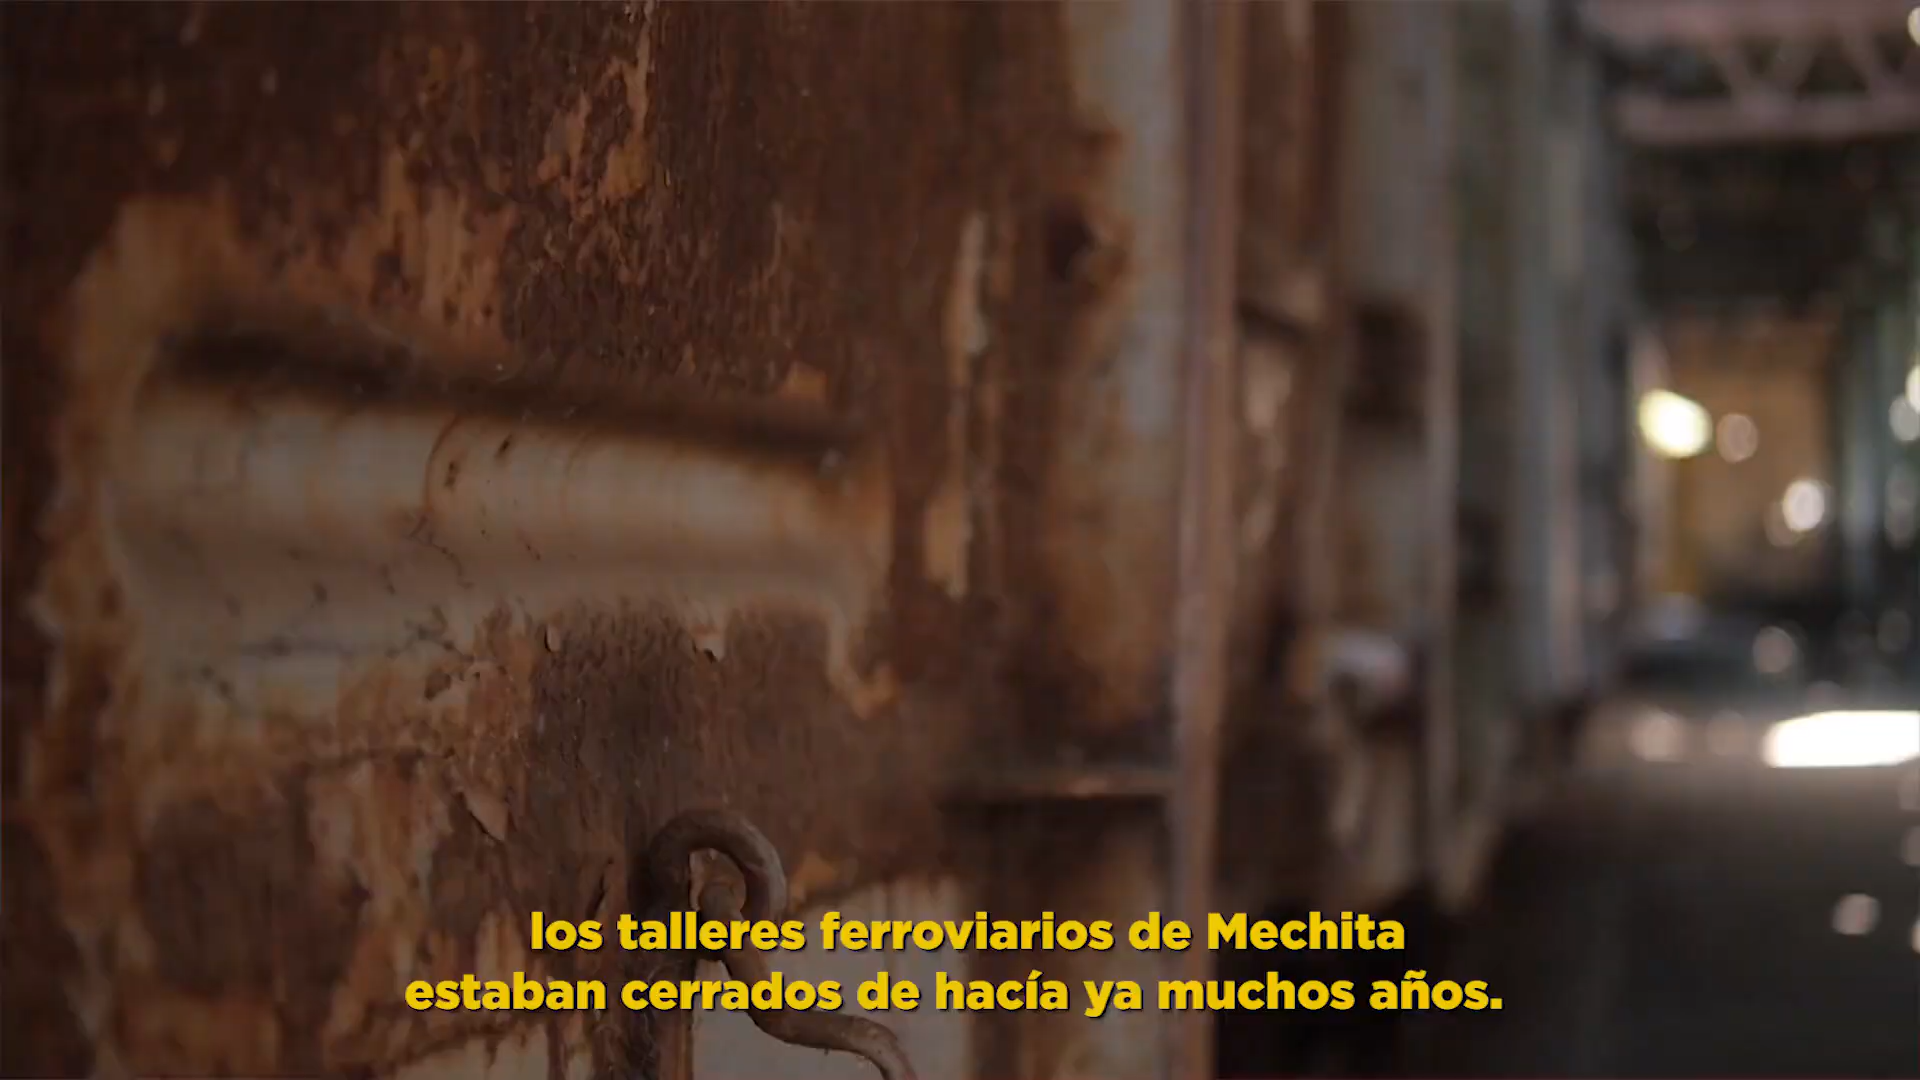 los talleres ferroviarios de Mechita
estaban cerrados de hacía ya muchos años.